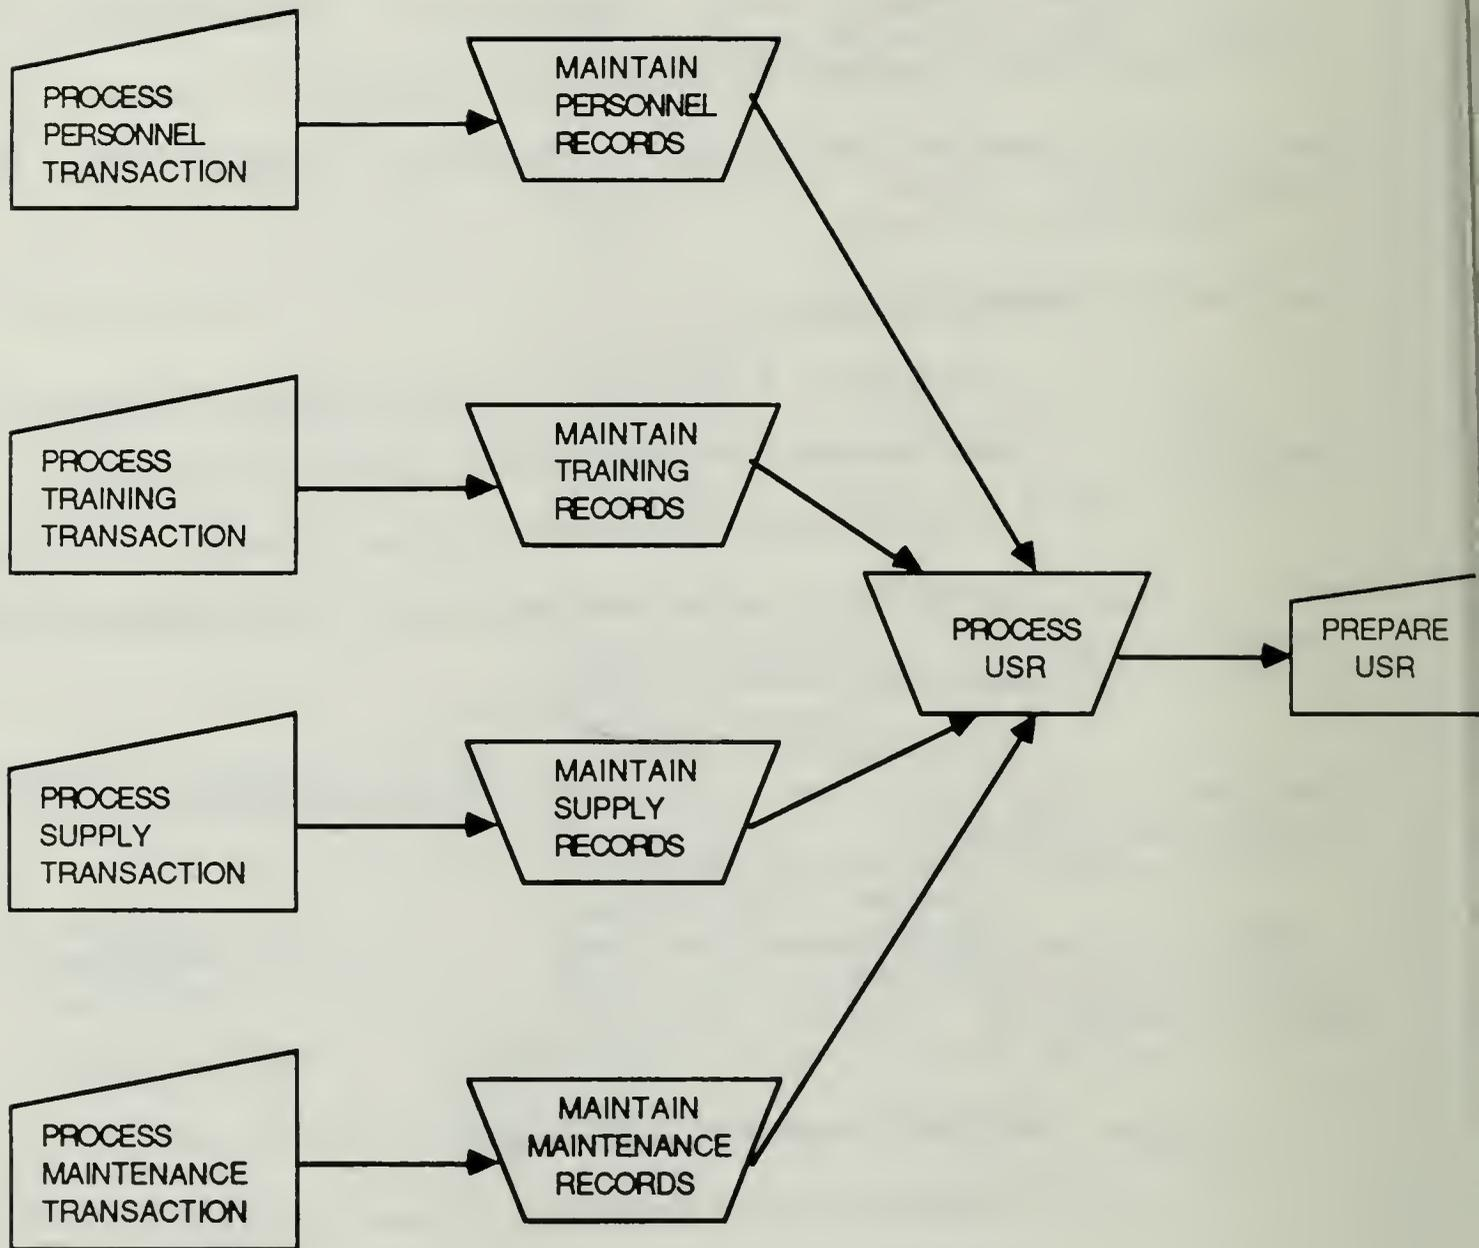 PROCESS
PERSONNEL
TRANSACTION
MAINTAIN
PERSONNEL
RECORDS
PROCESS
TRAINING
TRANSACTION
MAINTAIN
TRAINING
RECORDS
PROCESS
USR
PREPARE
USR
PROCESS
SUPPLY
TRANSACTION
MAINTAIN
SUPPLY
RECORDS
PROCESS
MAINTENANCE
TRANSACTION
MAINTAIN
MAINTENANCE
RECORDS